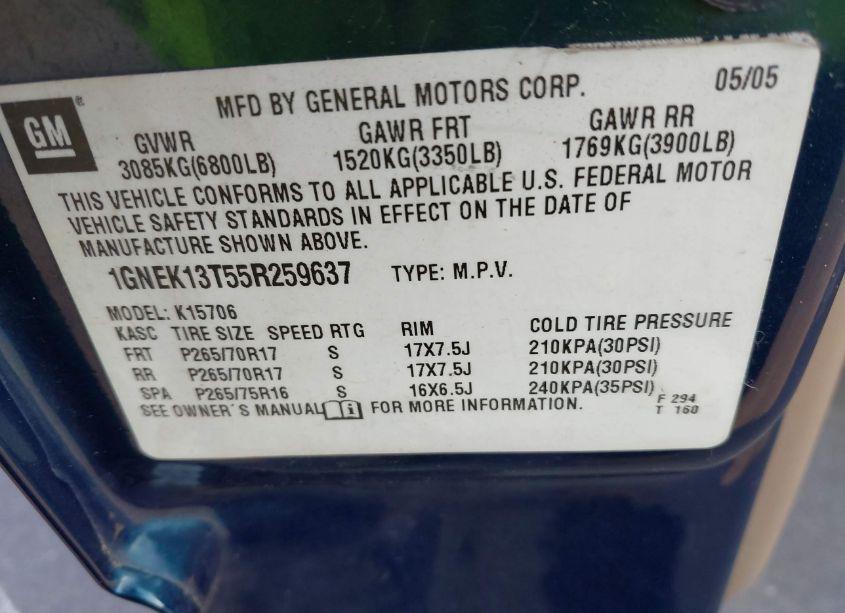 GM
®
MFD BY GENERAL MOTORS CORP. 05/05
GVWR GAWR FRT GAWR RR
3085KG(6800LB) 1520KG(3350LB) 1769KG(3900LB)
THIS VEHICLE CONFORMS TO ALL APPLICABLE U.S. FEDERAL MOTOR
VEHICLE SAFETY STANDARDS IN EFFECT ON THE DATE OF
MANUFACTURE SHOWN ABOVE.
1GNEK13T55R259637 TYPE: M.P.V.
MODEL: K15706
KASC TIRE SIZE SPEED RTG RIM COLD TIRE PRESSURE
FRT P265/70R17 S 17X7.5J 210KPA(30PSI)
RR P265/70R17 S 17X7.5J 210KPA(30PSI)
SPA P265/75R16 S 16X6.5J 240KPA(35PSI)
SEE OWNER'S MANUAL i FOR MORE INFORMATION.
F 294
T 160